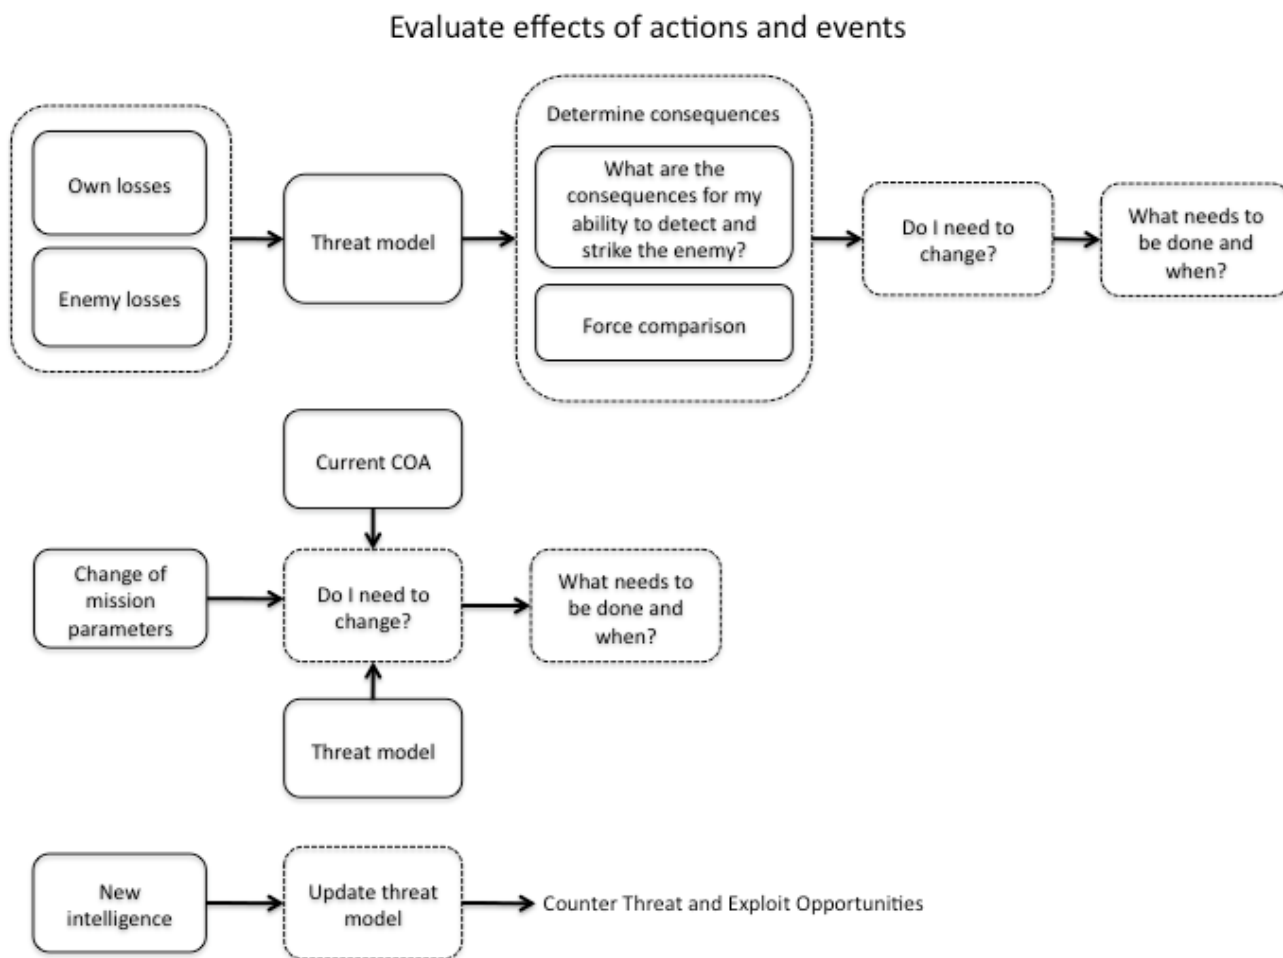 Evaluate effects of actions and events
Own losses
Enemy losses
Threat model
Determine consequences
What are the
consequences for my
ability to detect and
strike the enemy?
Force comparison
Do I need to
change?
What needs to
be done and
when?
Current COA
Change of
mission
parameters
Do I need to
change?
What needs to
be done and
when?
Threat model
New
intelligence
Update threat
model
Counter Threat and Exploit Opportunities